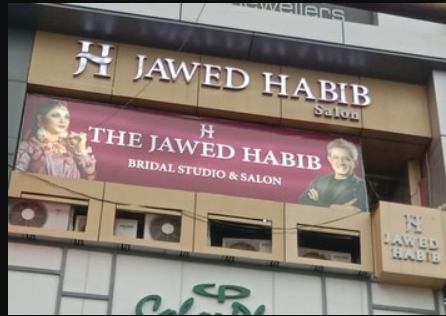 Jewellers
JAWED HABIB
Salon
THE JAWED HABIB
BRIDAL STUDIO & SALON
JAWED
HABIB